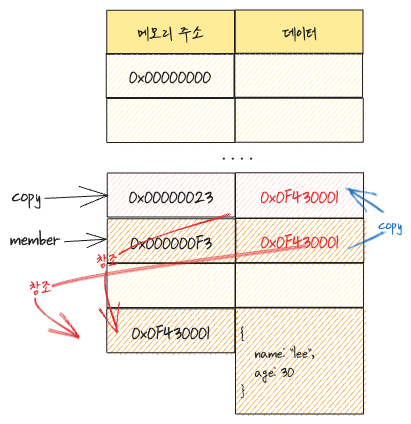 메모리 주소 데이터
0x00000000
....
copy 0x00000023 0x0F430001
copy
member 0x000000F3 0x0F430001
참조
참조
0x0F430001 {
name: "lee",
age: 30
}